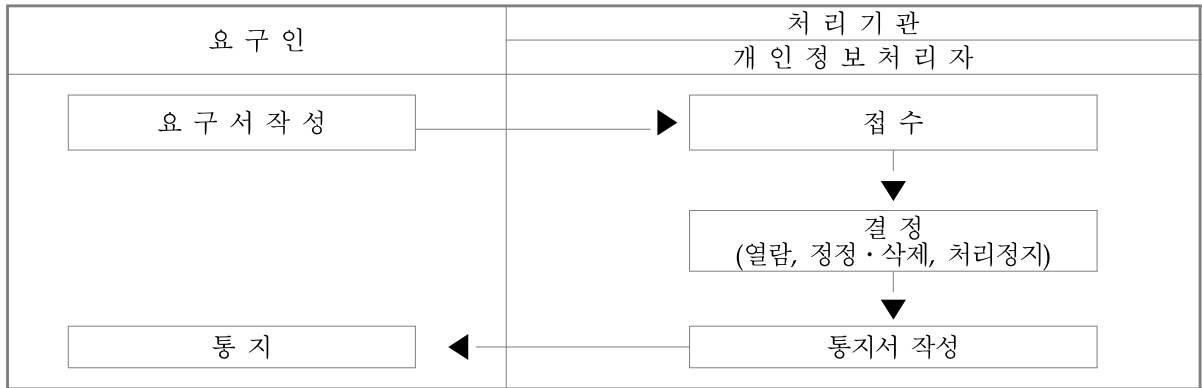 요 구 인
처 리 기 관
개 인 정 보 처 리 자
요 구 서 작 성
접 수
결 정
(열람, 정정・삭제, 처리정지)
통 지
통지서 작성